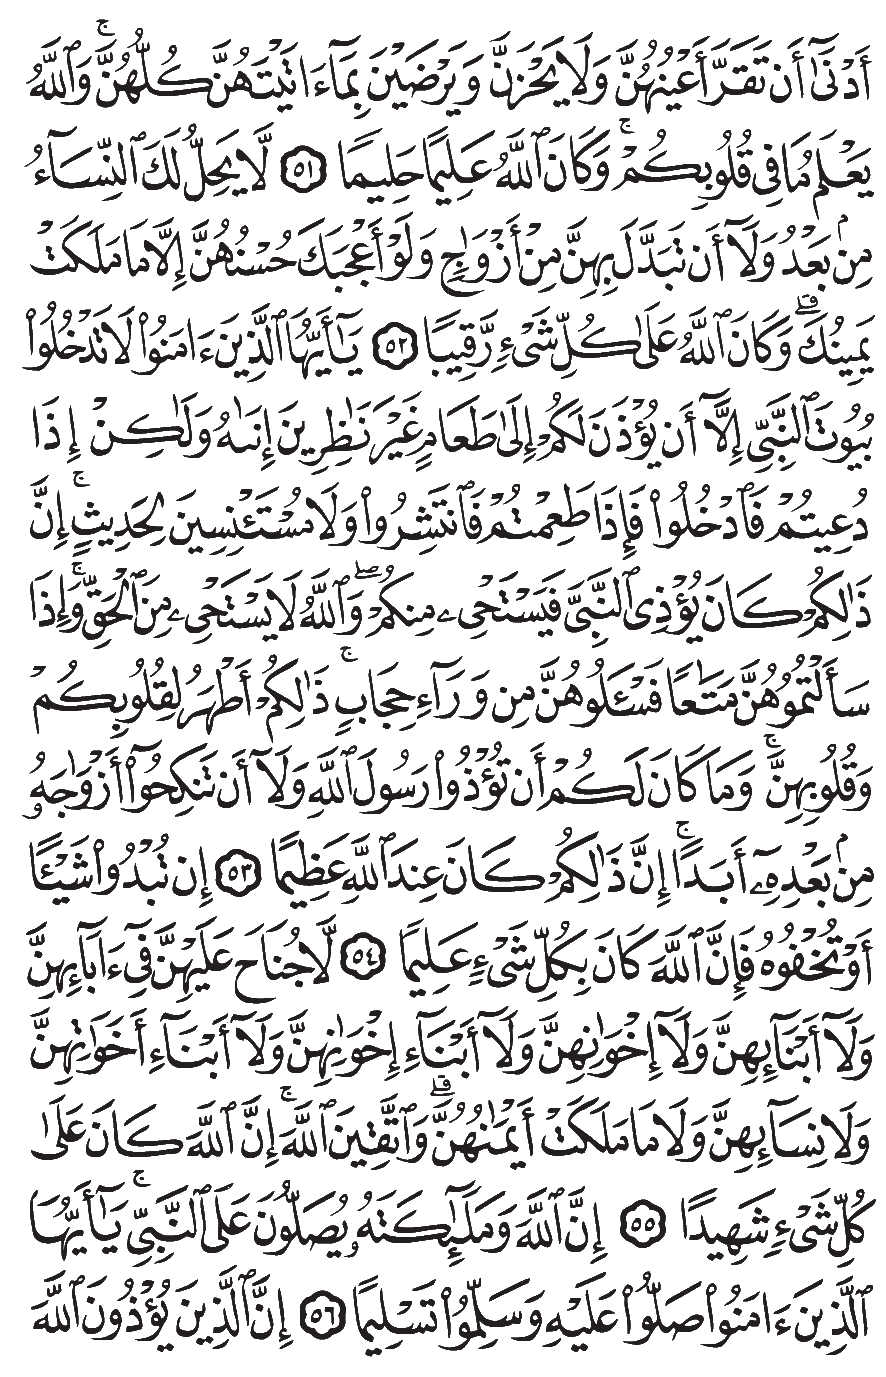 أَدْنَىٰٓ أَن تَقَرَّ أَعْيُنُهُنَّ وَلَا يَحْزَنَّ وَيَرْضَيْنَ بِمَآ ءَاتَيْتَهُنَّ كُلُّهُنَّ ۚ وَٱللَّهُ
يَعْلَمُ مَا فِى قُلُوبِكُمْ ۚ وَكَانَ ٱللَّهُ عَلِيمًا حَلِيمًا ٥١ لَّا يَحِلُّ لَكَ ٱلنِّسَآءُ
مِنۢ بَعْدُ وَلَآ أَن تَبَدَّلَ بِهِنَّ مِنْ أَزْوَٰجٍ وَلَوْ أَعْجَبَكَ حُسْنُهُنَّ إِلَّا مَا مَلَكَتْ
يَمِينُكَ ۗ وَكَانَ ٱللَّهُ عَلَىٰ كُلِّ شَىْءٍ رَّقِيبًا ٥٢ يَـٰٓأَيُّهَا ٱلَّذِينَ ءَامَنُوا۟ لَا تَدْخُلُوا۟
بُيُوتَ ٱلنَّبِىِّ إِلَّآ أَن يُؤْذَنَ لَكُمْ إِلَىٰ طَعَامٍ غَيْرَ نَـٰظِرِينَ إِنَىٰهُ وَلَـٰكِنْ إِذَا
دُعِيتُمْ فَٱدْخُلُوا۟ فَإِذَا طَعِمْتُمْ فَٱنتَشِرُوا۟ وَلَا مُسْتَـْٔنِسِينَ لِحَدِيثٍ ۚ إِنَّ
ذَٰلِكُمْ كَانَ يُؤْذِى ٱلنَّبِىَّ فَيَسْتَحْىِۦ مِنكُمْ ۖ وَٱللَّهُ لَا يَسْتَحْىِۦ مِنَ ٱلْحَقِّ ۚ وَإِذَا
سَأَلْتُمُوهُنَّ مَتَـٰعًا فَسْـَٔلُوهُنَّ مِن وَرَآءِ حِجَابٍ ۚ ذَٰلِكُمْ أَطْهَرُ لِقُلُوبِكُمْ
وَقُلُوبِهِنَّ ۚ وَمَا كَانَ لَكُمْ أَن تُؤْذُوا۟ رَسُولَ ٱللَّهِ وَلَآ أَن تَنكِحُوٓا۟ أَزْوَٰجَهُۥ
مِنۢ بَعْدِهِۦٓ أَبَدًا ۚ إِنَّ ذَٰلِكُمْ كَانَ عِندَ ٱللَّهِ عَظِيمًا ٥٣ إِن تُبْدُوا۟ شَيْـًٔا
أَوْ تُخْفُوهُ فَإِنَّ ٱللَّهَ كَانَ بِكُلِّ شَىْءٍ عَلِيمًا ٥٤ لَّا جُنَاحَ عَلَيْهِنَّ فِىٓ ءَابَآئِهِنَّ
وَلَآ أَبْنَآئِهِنَّ وَلَآ إِخْوَٰنِهِنَّ وَلَآ أَبْنَآءِ إِخْوَٰنِهِنَّ وَلَآ أَبْنَآءِ أَخَوَٰتِهِنَّ
وَلَا نِسَآئِهِنَّ وَلَا مَا مَلَكَتْ أَيْمَـٰنُهُنَّ ۗ وَٱتَّقِينَ ٱللَّهَ ۚ إِنَّ ٱللَّهَ كَانَ عَلَىٰ
كُلِّ شَىْءٍ شَهِيدًا ٥٥ إِنَّ ٱللَّهَ وَمَلَـٰٓئِكَتَهُۥ يُصَلُّونَ عَلَى ٱلنَّبِىِّ ۚ يَـٰٓأَيُّهَا
ٱلَّذِينَ ءَامَنُوا۟ صَلُّوا۟ عَلَيْهِ وَسَلِّمُوا۟ تَسْلِيمًا ٥٦ إِنَّ ٱلَّذِينَ يُؤْذُونَ ٱللَّهَ